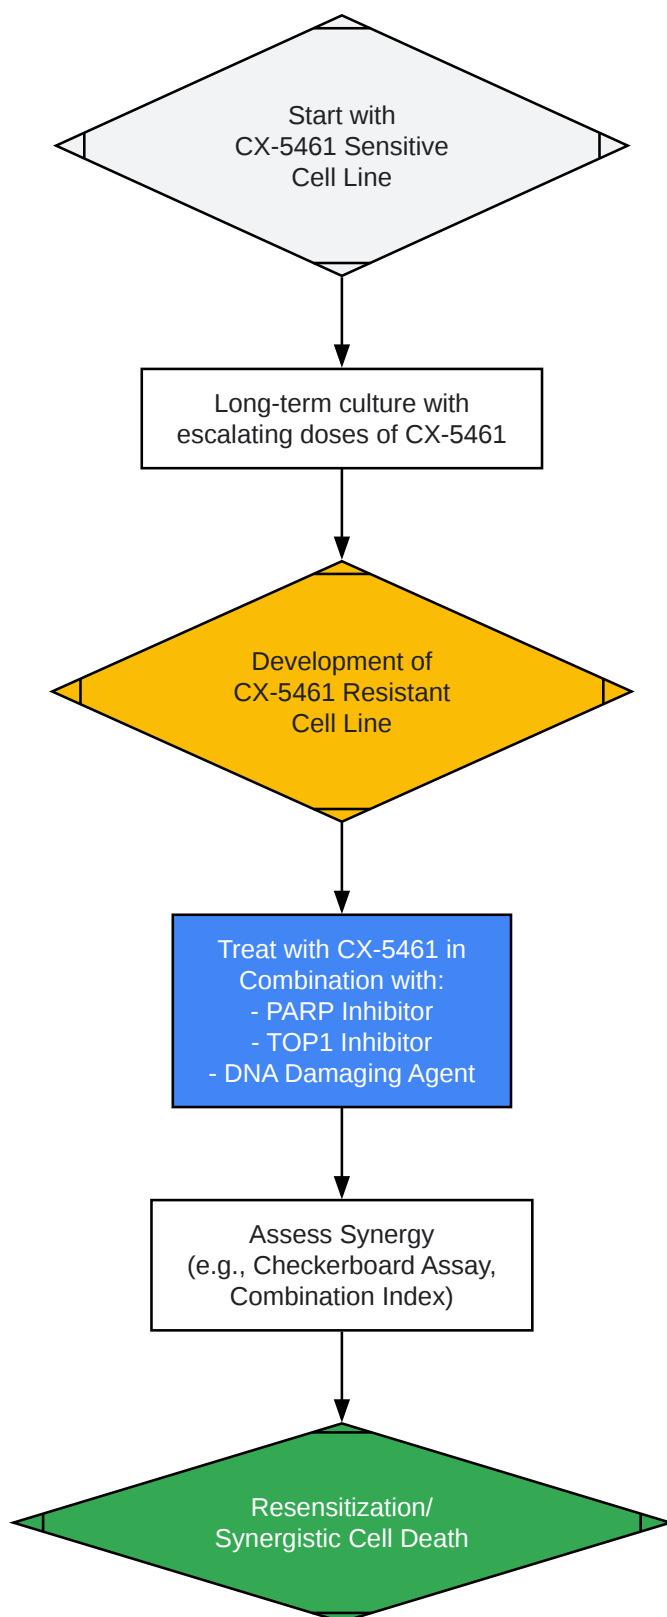 Start with
CX-5461 Sensitive
Cell Line
Long-term culture with
escalating doses of CX-5461
Development of
CX-5461 Resistant
Cell Line
Treat with CX-5461 in
Combination with:
- PARP Inhibitor
- TOP1 Inhibitor
- DNA Damaging Agent
Assess Synergy
(e.g., Checkerboard Assay,
Combination Index)
Resensitization/
Synergistic Cell Death